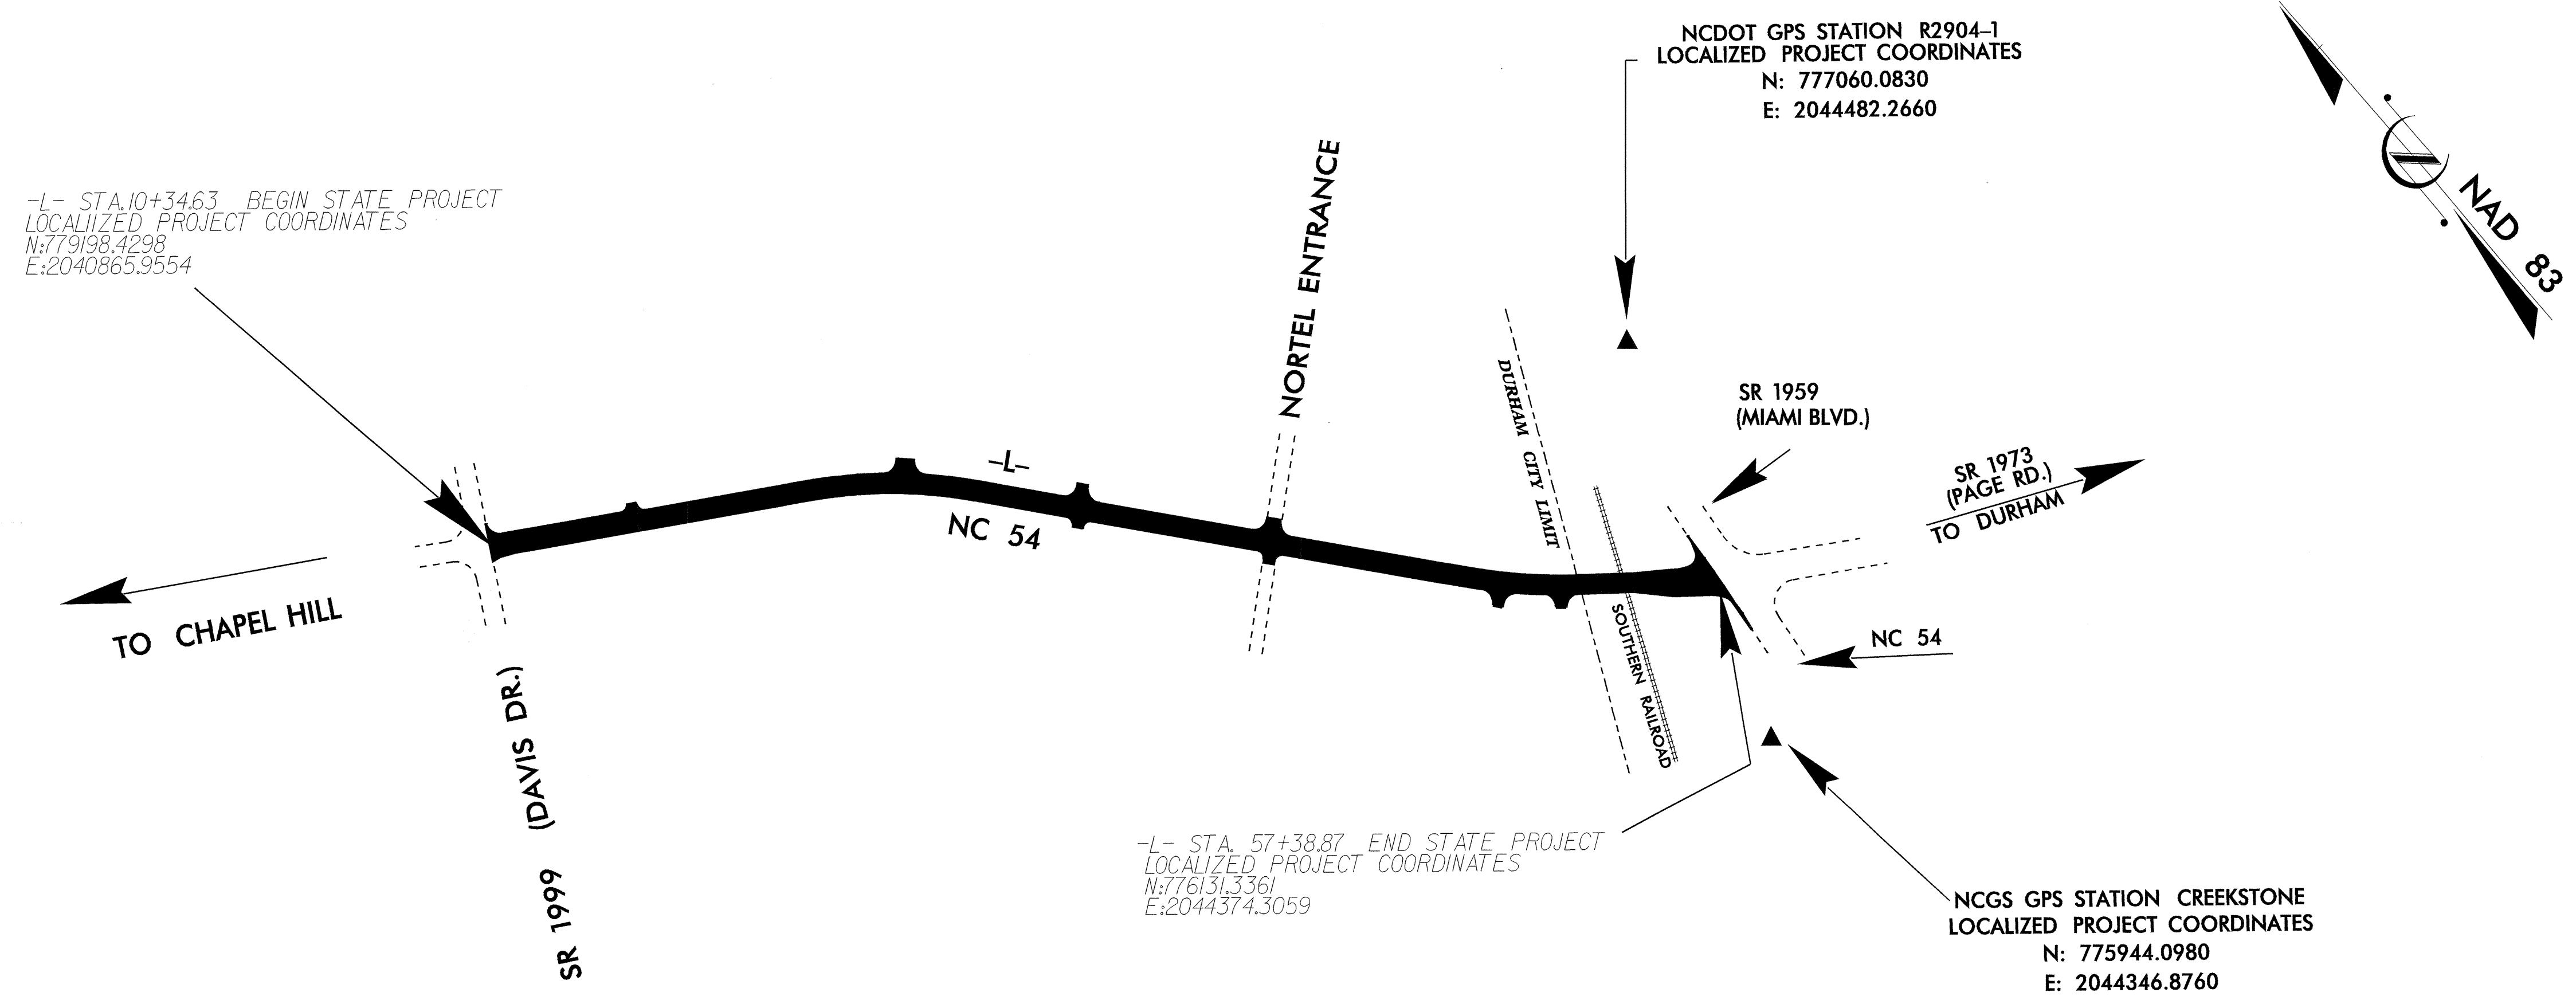 NCDOT GPS STATION R2904-1
LOCALIZED PROJECT COORDINATES
N: 777060.0830
E: 2044482.2660
NAD 83
-L- STA.10+34.63 BEGIN STATE PROJECT
LOCALIIZED PROJECT COORDINATES
N:779198.4298
E:2040865.9554
NORTEL ENTRANCE
DURHAM CITY LIMIT
SR 1959
(MIAMI BLVD.)
-L-
NC 54
SR 1973
(PAGE RD.)
TO DURHAM
TO CHAPEL HILL
SOUTHERN RAILROAD
NC 54
SR 1999 (DAVIS DR.)
-L- STA. 57+38.87 END STATE PROJECT
LOCALIZED PROJECT COORDINATES
N:776131.3361
E:2044374.3059
NCGS GPS STATION CREEKSTONE
LOCALIZED PROJECT COORDINATES
N: 775944.0980
E: 2044346.8760